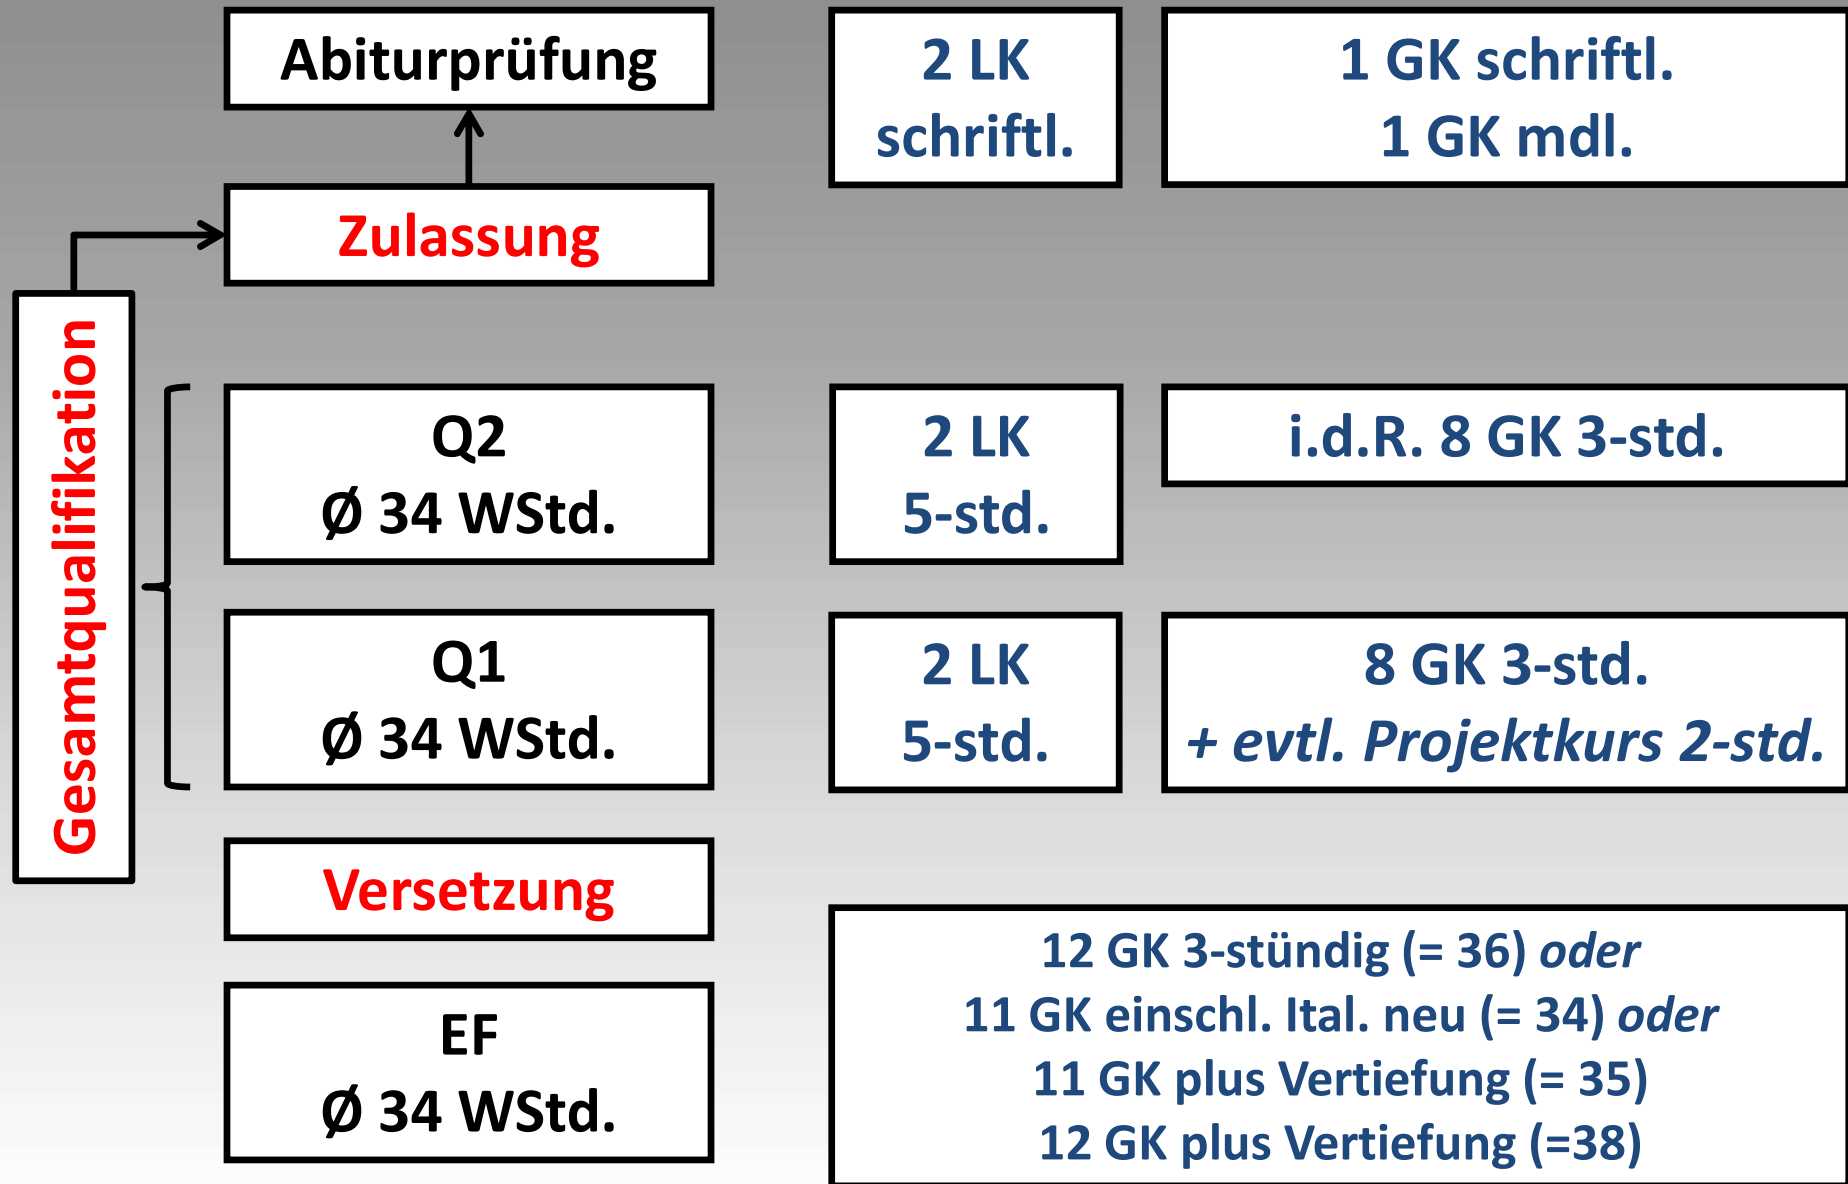 Abiturprüfung
2 LK
schriftl.
1 GK schriftl.
1 GK mdl.
Zulassung
Gesamtqualifikation
Q2
Ø 34 WStd.
2 LK
5-std.
i.d.R. 8 GK 3-std.
Q1
Ø 34 WStd.
2 LK
5-std.
8 GK 3-std.
+ evtl. Projektkurs 2-std.
Versetzung
EF
Ø 34 WStd.
12 GK 3-stündig (= 36) oder
11 GK einschl. Ital. neu (= 34) oder
11 GK plus Vertiefung (= 35)
12 GK plus Vertiefung (=38)